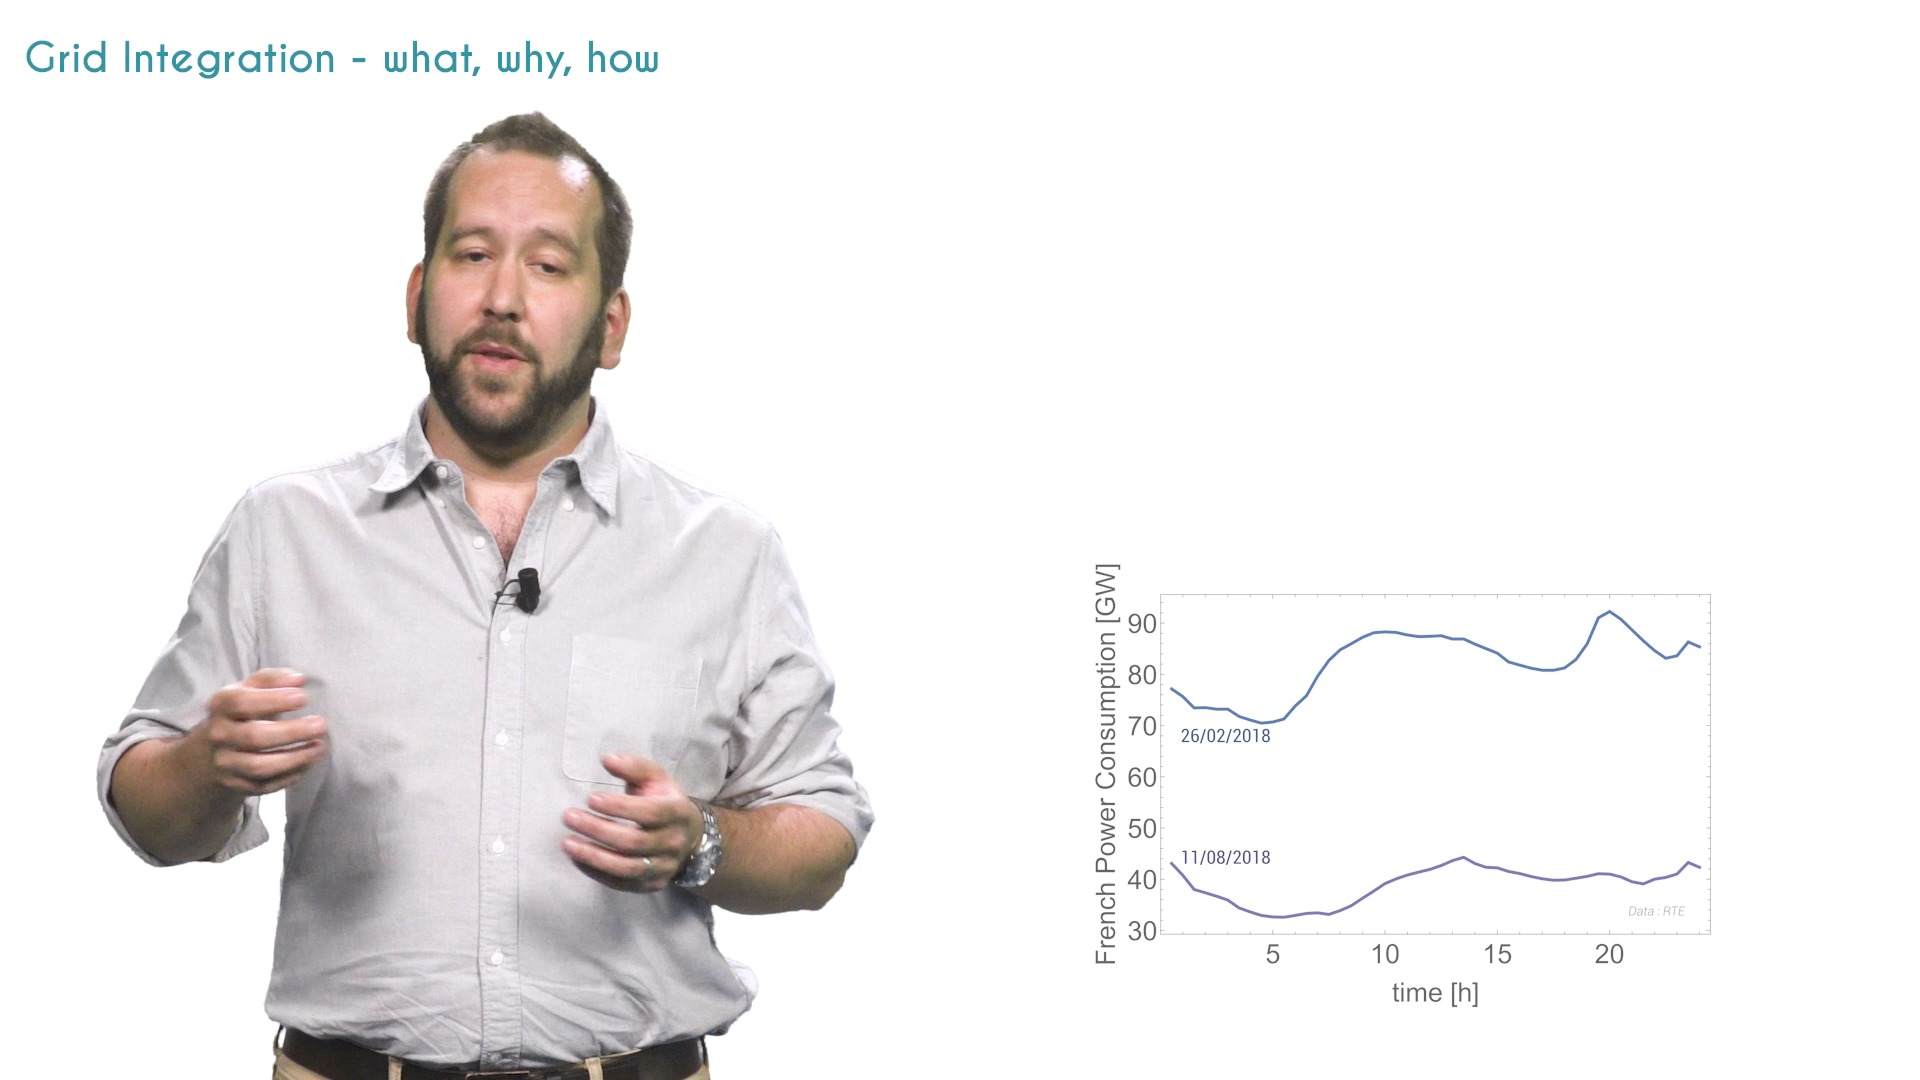 Grid Integration - what, why, how
French Power Consumption [GW]
90
80
70
60
50
40
30
26/02/2018
11/08/2018
Data : RTE
5 10 15 20
time [h]